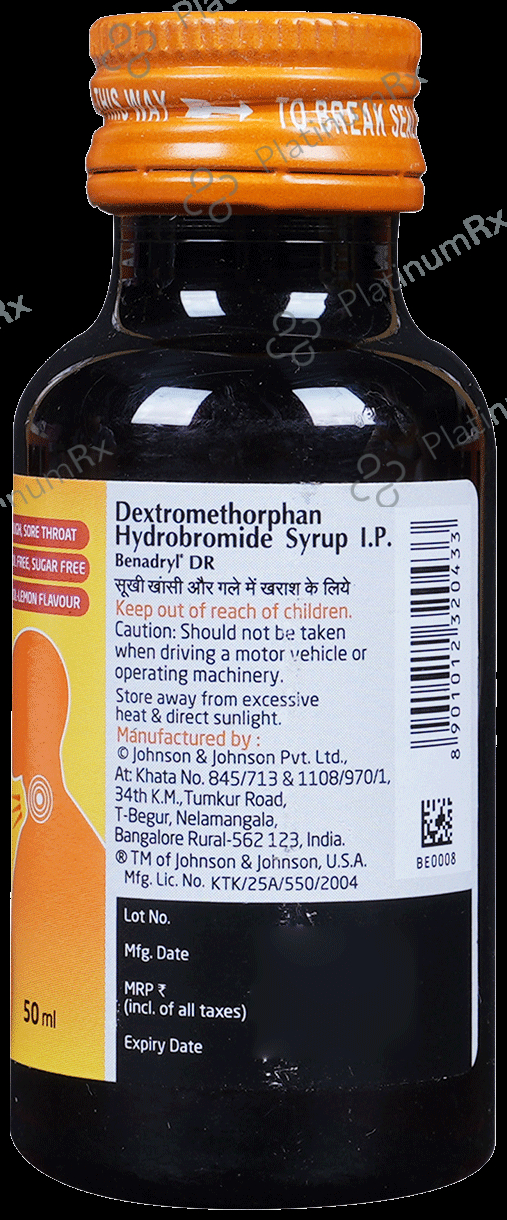 THIS WAY TO BREAK SEAL
PlatinumRx
GH, SORE THROAT
FREE, SUGAR FREE
-LEMON FLAVOUR
50 ml
Dextromethorphan
Hydrobromide Syrup I.P.
Benadryl® DR
सूखी खांसी और गले में खराश के लिये
Keep out of reach of children.
Caution: Should not be taken
when driving a motor vehicle or
operating machinery.
Store away from excessive
heat & direct sunlight.
Manufactured by :
© Johnson & Johnson Pvt. Ltd.,
At: Khata No. 845/713 & 1108/970/1,
34th K.M.,Tumkur Road,
T-Begur, Nelamangala,
Bangalore Rural-562 123, India.
® TM of Johnson & Johnson, U.S.A.
Mfg. Lic. No. KTK/25A/550/2004
8 901012 320433
BE0008
Lot No.
Mfg. Date
MRP ₹
(incl. of all taxes)
Expiry Date